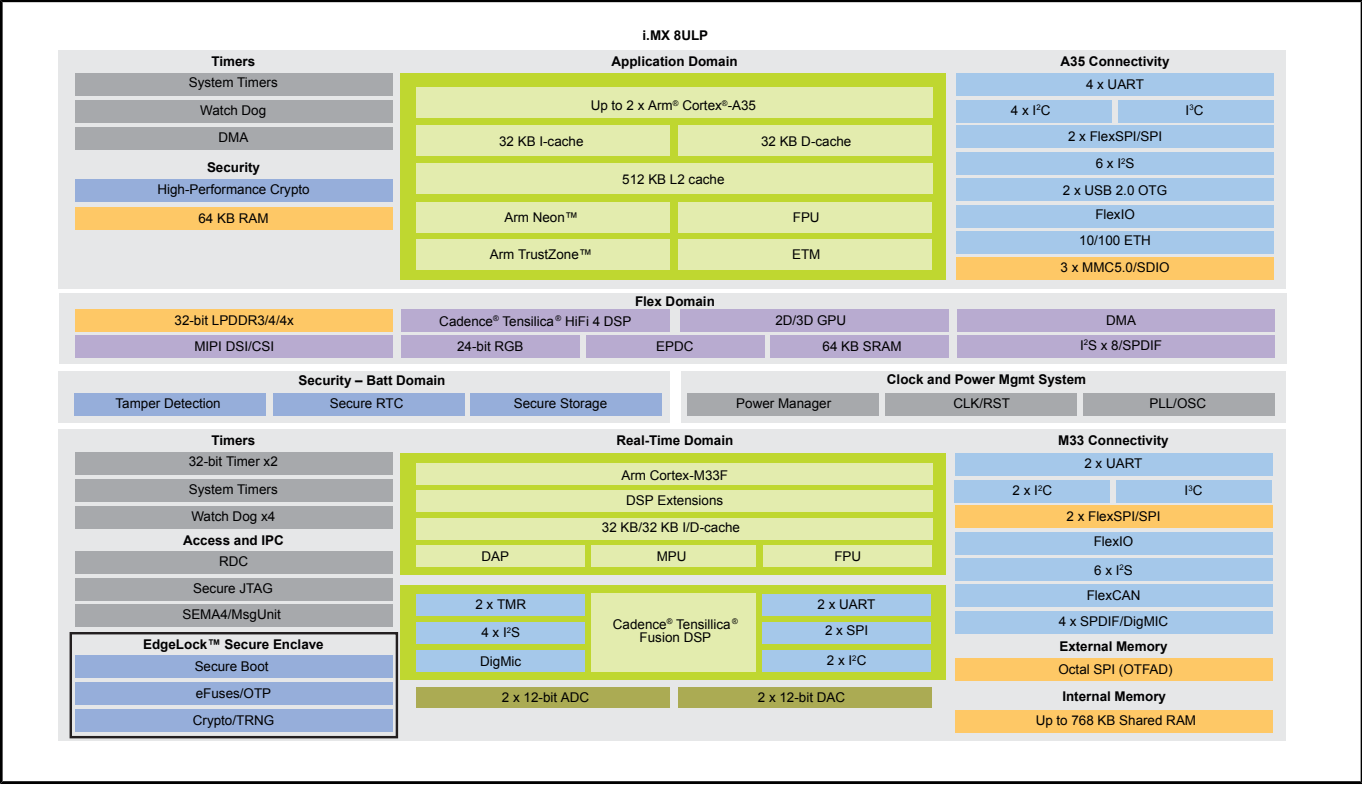 i.MX 8ULP
Timers
System Timers
Watch Dog
DMA
Security
High-Performance Crypto
64 KB RAM
Application Domain
Up to 2 x Arm® Cortex®-A35
32 KB I-cache
32 KB D-cache
512 KB L2 cache
Arm Neon™
FPU
Arm TrustZone™
ETM
A35 Connectivity
4 x UART
4 x I²C
I³C
2 x FlexSPI/SPI
6 x I²S
2 x USB 2.0 OTG
FlexIO
10/100 ETH
3 x MMC5.0/SDIO
Flex Domain
32-bit LPDDR3/4/4x
Cadence® Tensilica® HiFi 4 DSP
2D/3D GPU
DMA
MIPI DSI/CSI
24-bit RGB
EPDC
64 KB SRAM
I²S x 8/SPDIF
Security – Batt Domain
Tamper Detection
Secure RTC
Secure Storage
Clock and Power Mgmt System
Power Manager
CLK/RST
PLL/OSC
Timers
32-bit Timer x2
System Timers
Watch Dog x4
Access and IPC
RDC
Secure JTAG
SEMA4/MsgUnit
EdgeLock™ Secure Enclave
Secure Boot
eFuses/OTP
Crypto/TRNG
Real-Time Domain
Arm Cortex-M33F
DSP Extensions
32 KB/32 KB I/D-cache
DAP
MPU
FPU
2 x TMR
4 x I²S
DigMic
Cadence® Tensillica®
Fusion DSP
2 x UART
2 x SPI
2 x I²C
2 x 12-bit ADC
2 x 12-bit DAC
M33 Connectivity
2 x UART
2 x I²C
I³C
2 x FlexSPI/SPI
FlexIO
6 x I²S
FlexCAN
4 x SPDIF/DigMIC
External Memory
Octal SPI (OTFAD)
Internal Memory
Up to 768 KB Shared RAM